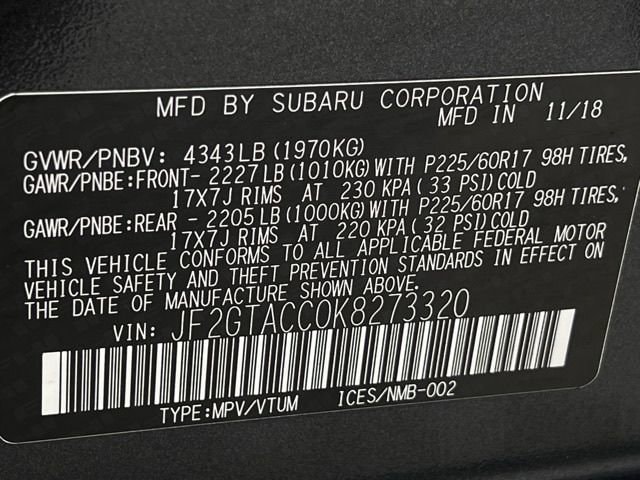 MFD BY SUBARU CORPORATION
MFD IN 11/18
GVWR/PNBV: 4343LB (1970KG)
GAWR/PNBE:FRONT- 2227LB(1010KG)WITH P225/60R17 98H TIRES,
17X7J RIMS AT 230 KPA(33 PSI)COLD
GAWR/PNBE:REAR - 2205LB(1000KG)WITH P225/60R17 98H TIRES,
17X7J RIMS AT 220 KPA(32 PSI)COLD
THIS VEHICLE CONFORMS TO ALL APPLICABLE FEDERAL MOTOR
VEHICLE SAFETY AND THEFT PREVENTION STANDARDS IN EFFECT ON
THE DATE OF MANUFACTURE SHOWN ABOVE.
VIN: JF2GTACC0K8273320
TYPE:MPV/VTUM ICES/NMB-002